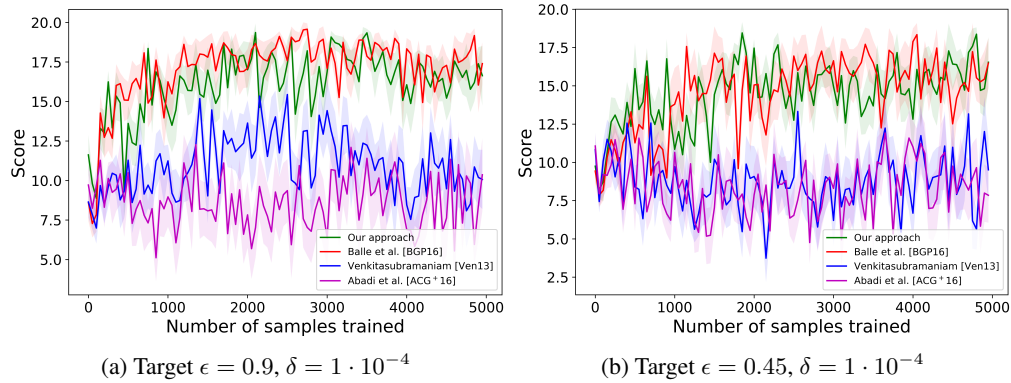 20.0
17.5
15.0
12.5
10.0
7.5
5.0
Score
0 1000 2000 3000 4000 5000
Number of samples trained
Our approach
Balle et al. [BGP16]
Venkitasubramaniam [Ven13]
Abadi et al. [ACG⁺16]
(a) Target ϵ = 0.9, δ = 1 · 10⁻⁴
20.0
17.5
15.0
12.5
10.0
7.5
5.0
2.5
Score
0 1000 2000 3000 4000 5000
Number of samples trained
Our approach
Balle et al. [BGP16]
Venkitasubramaniam [Ven13]
Abadi et al. [ACG⁺16]
(b) Target ϵ = 0.45, δ = 1 · 10⁻⁴